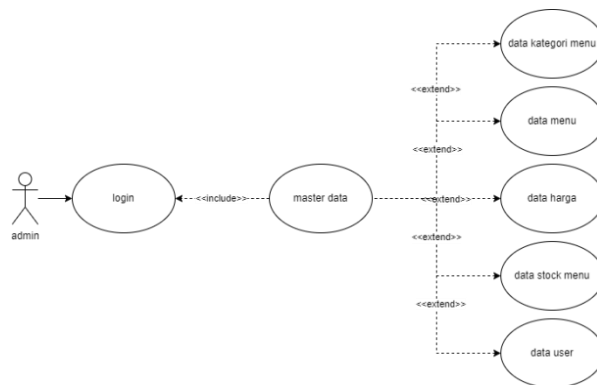 data kategori menu
<<extend>>
data menu
<<extend>>
admin
login
<<include>>
master data
<<extend>>
data harga
<<extend>>
data stock menu
<<extend>>
data user